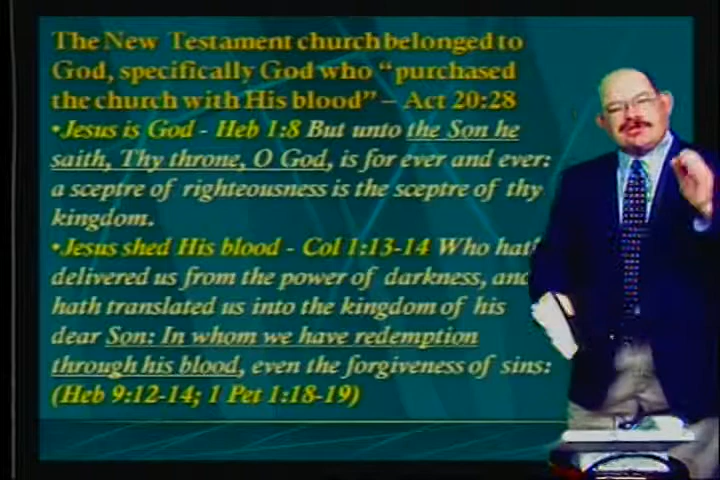 The New Testament church belonged to
God, specifically God who “purchased
the church with His blood” – Act 20:28
•Jesus is God - Heb 1:8 But unto the Son he
saith, Thy throne, O God, is for ever and ever:
a sceptre of righteousness is the sceptre of thy
kingdom.
•Jesus shed His blood - Col 1:13-14 Who hath
delivered us from the power of darkness, and
hath translated us into the kingdom of his
dear Son: In whom we have redemption
through his blood, even the forgiveness of sins:
(Heb 9:12-14; 1 Pet 1:18-19)